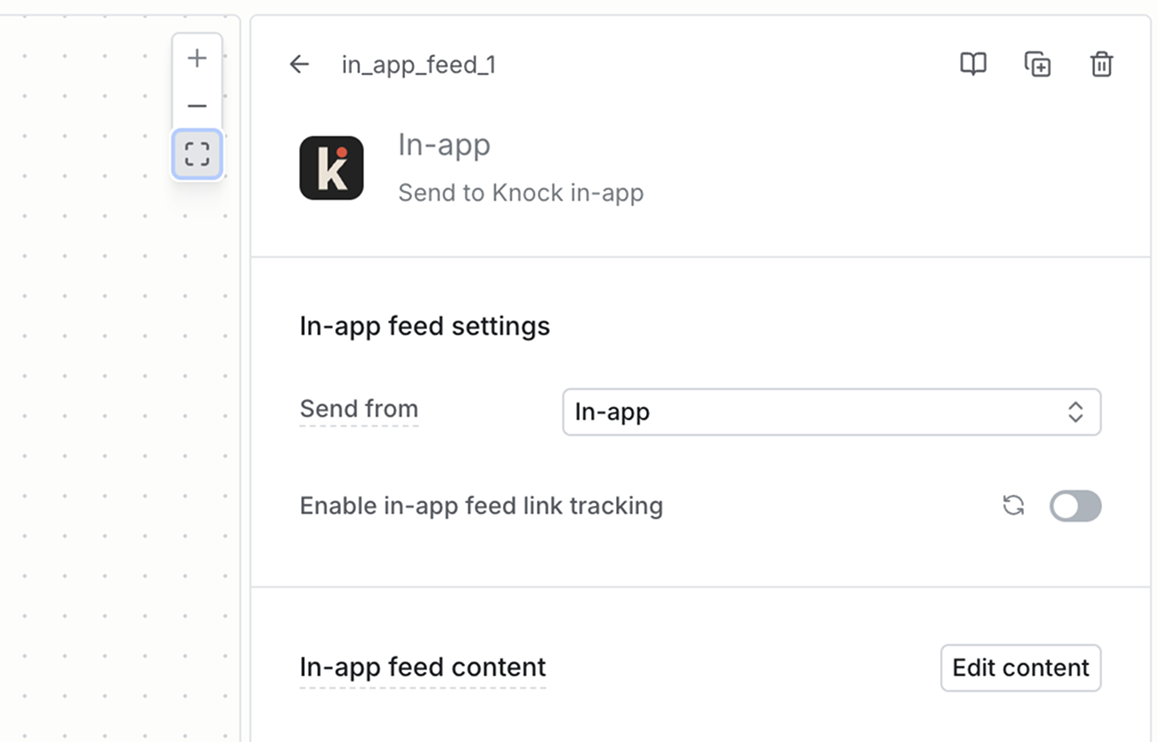 in_app_feed_1
k
In-app
Send to Knock in-app
In-app feed settings
Send from
In-app
Enable in-app feed link tracking
In-app feed content
Edit content